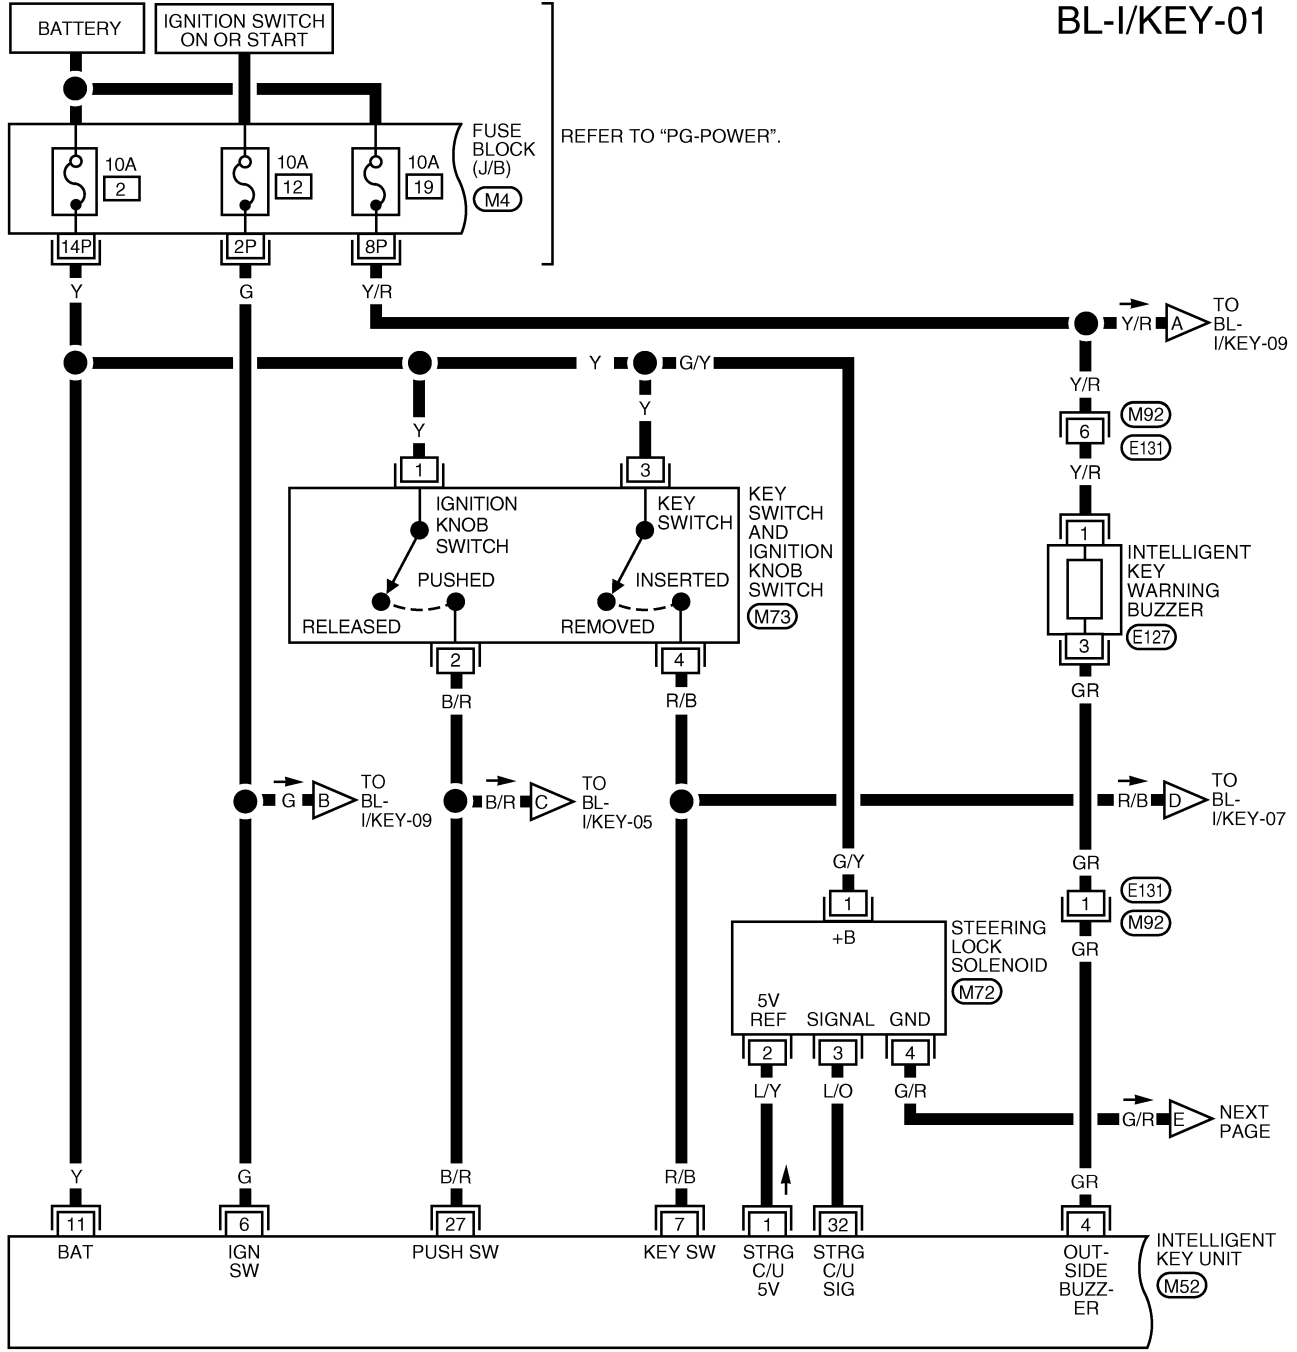 BL-I/KEY-01
BATTERY
IGNITION SWITCH
ON OR START
FUSE
BLOCK
(J/B)
M4
REFER TO “PG-POWER”.
10A
2
10A
12
10A
19
14P
2P
8P
Y
G
Y/R
Y/R
A
TO
BL-
I/KEY-09
Y
G/Y
Y/R
6
M92
E131
Y/R
Y
Y
1
3
IGNITION
KNOB
SWITCH
KEY
SWITCH
PUSHED
INSERTED
RELEASED
REMOVED
KEY
SWITCH
AND
IGNITION
KNOB
SWITCH
M73
1
INTELLIGENT
KEY
WARNING
BUZZER
E127
3
2
4
B/R
R/B
GR
G
B
TO
BL-
I/KEY-09
B/R
C
TO
BL-
I/KEY-05
R/B
D
TO
BL-
I/KEY-07
G/Y
GR
1
1
E131
M92
GR
+B
STEERING
LOCK
SOLENOID
M72
5V
REF
SIGNAL
GND
2
3
4
L/Y
L/O
G/R
G/R
E
NEXT
PAGE
Y
G
B/R
R/B
GR
11
6
27
7
1
32
4
BAT
IGN
SW
PUSH SW
KEY SW
STRG
C/U
5V
STRG
C/U
SIG
OUT-
SIDE
BUZZ-
ER
INTELLIGENT
KEY UNIT
M52